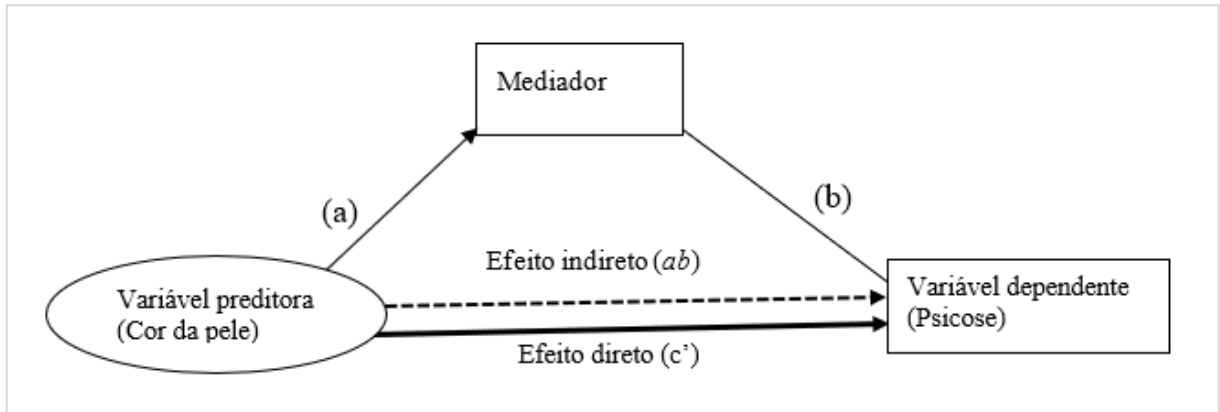 Mediador
(a)
(b)
Efeito indireto (ab)
Variável preditora
(Cor da pele)
Variável dependente
(Psicose)
Efeito direto (c’)